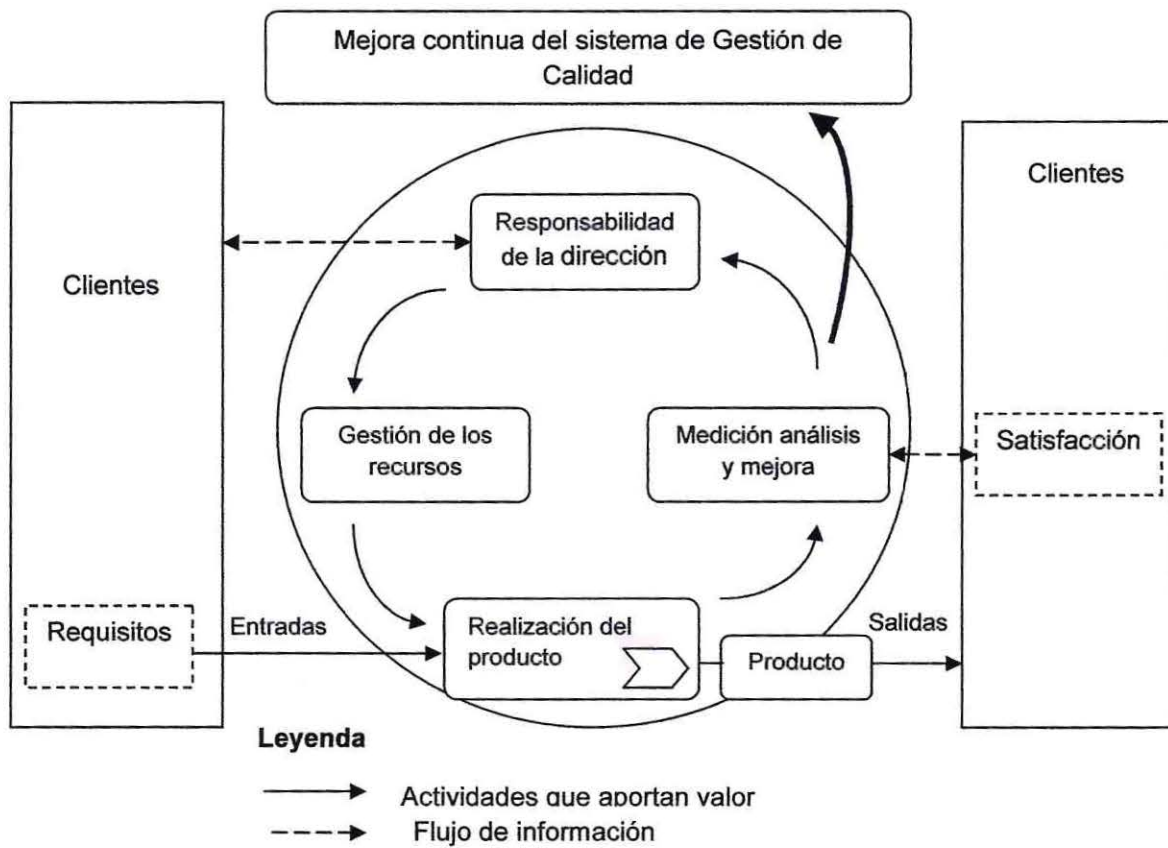 Mejora continua del sistema de Gestión de
Calidad
Clientes
Responsabilidad
de la dirección
Clientes
Gestión de los
recursos
Medición análisis
y mejora
Satisfacción
Requisitos
Entradas
Realización del
producto
Producto
Salidas
Leyenda
Actividades que aportan valor
Flujo de información